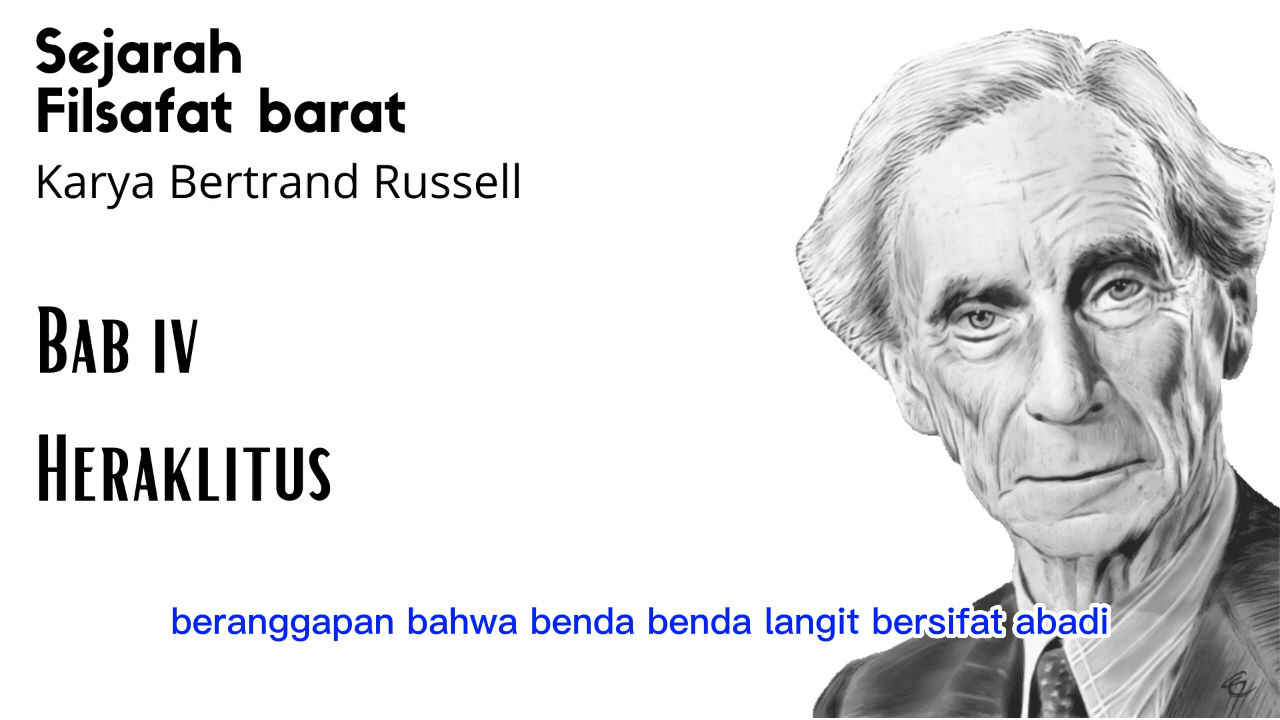 Sejarah
Filsafat barat
Karya Bertrand Russell
Bab iv
Heraklitus
beranggapan bahwa benda benda langit bersifat abadi